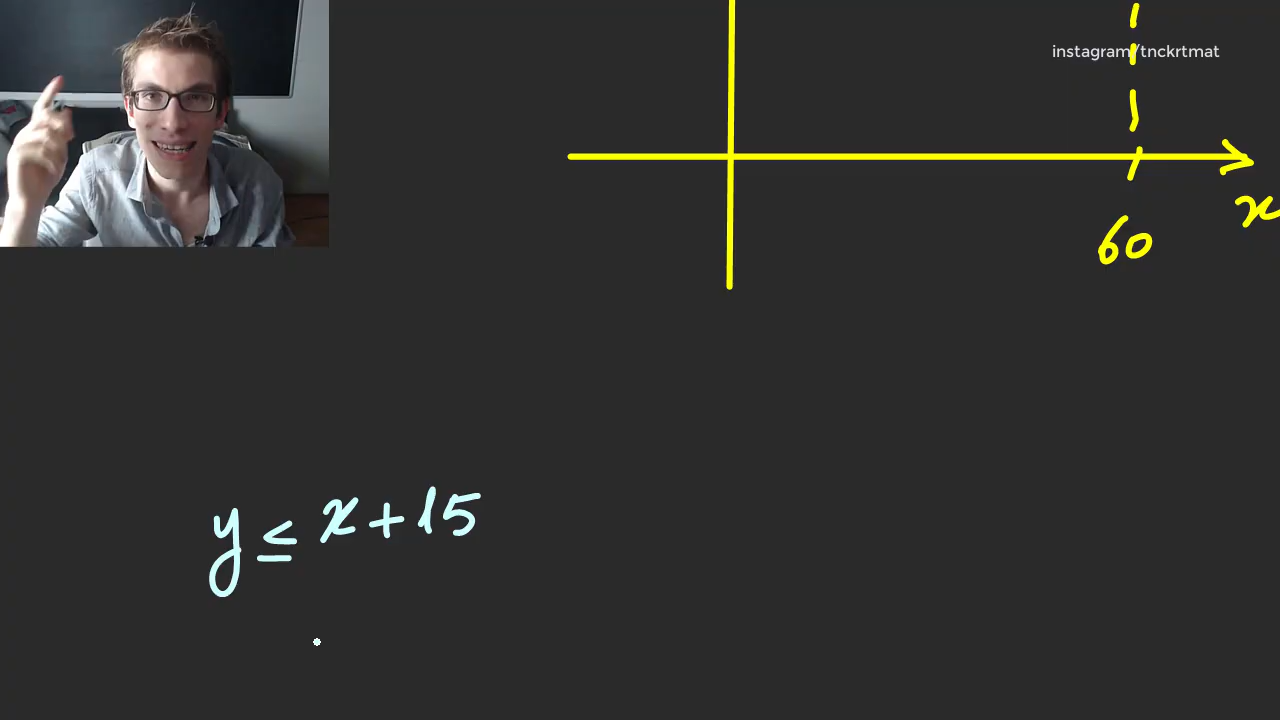 instagram/tnckrtmat
x
60
y ≤ x + 15